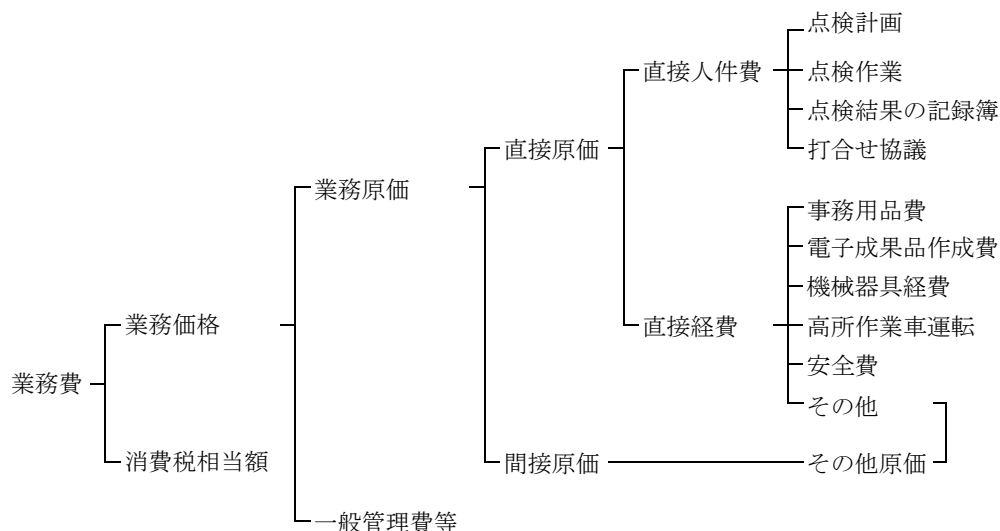 点検計画
直接人件費
点検作業
点検結果の記録簿
直接原価
打合せ協議
業務原価
事務用品費
電子成果品作成費
機械器具経費
業務価格
直接経費
高所作業車運転
安全費
業務費
その他
消費税相当額
間接原価
その他原価
一般管理費等